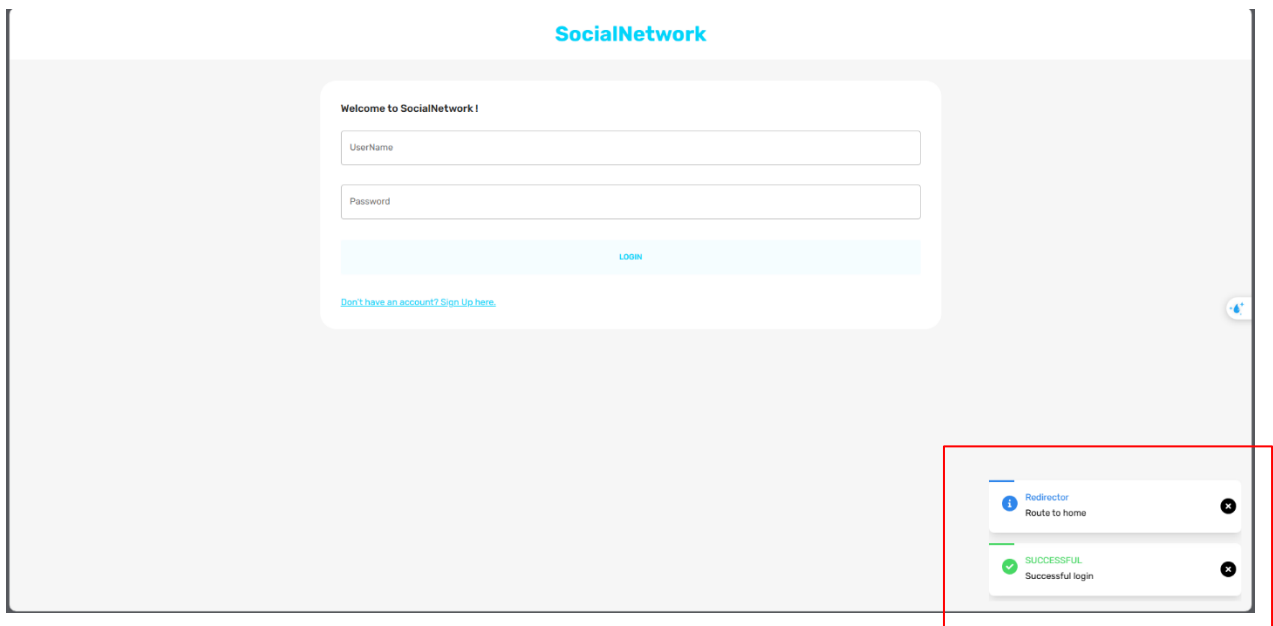 SocialNetwork
Welcome to SocialNetwork !
UserName
Password
LOGIN
Don't have an account? Sign Up here.
Redirector
Route to home
SUCCESSFUL
Successful login